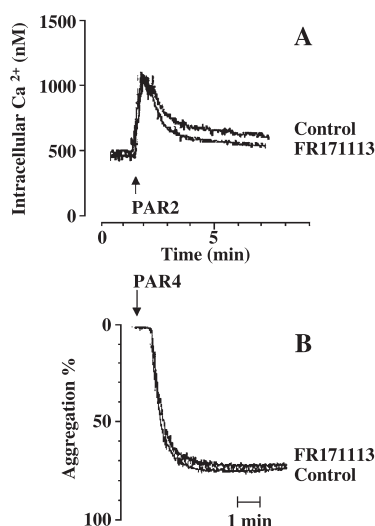 A
Intracellular Ca 2+ (nM)
1500
1000
500
0
Control
FR171113
PAR2
0
5
Time (min)
PAR4
B
Aggregation %
0
50
100
FR171113
Control
1 min